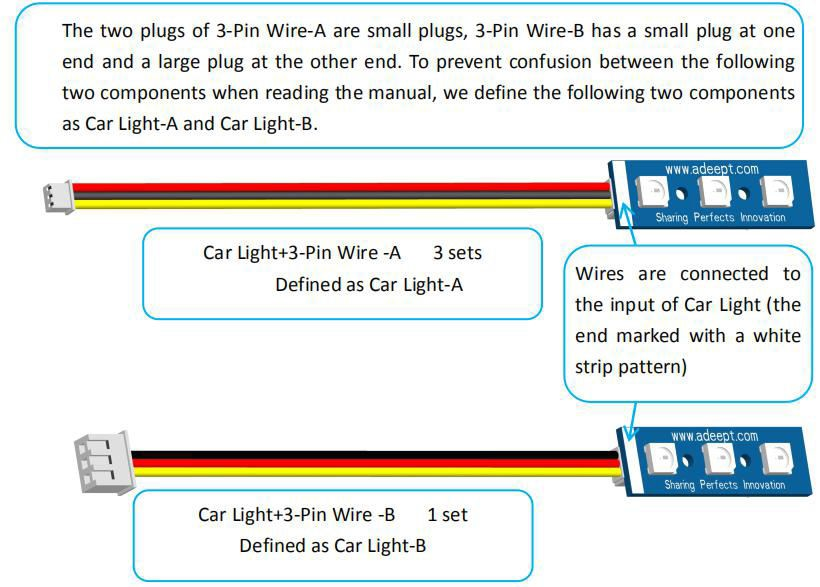 The two plugs of 3-Pin Wire-A are small plugs, 3-Pin Wire-B has a small plug at one
end and a large plug at the other end. To prevent confusion between the following
two components when reading the manual, we define the following two components
as Car Light-A and Car Light-B.
www.adeept.com
Sharing Perfects Innovation
Car Light+3-Pin Wire -A 3 sets
Defined as Car Light-A
Wires are connected to
the input of Car Light (the
end marked with a white
strip pattern)
www.adeept.com
Sharing Perfects Innovation
Car Light+3-Pin Wire -B 1 set
Defined as Car Light-B